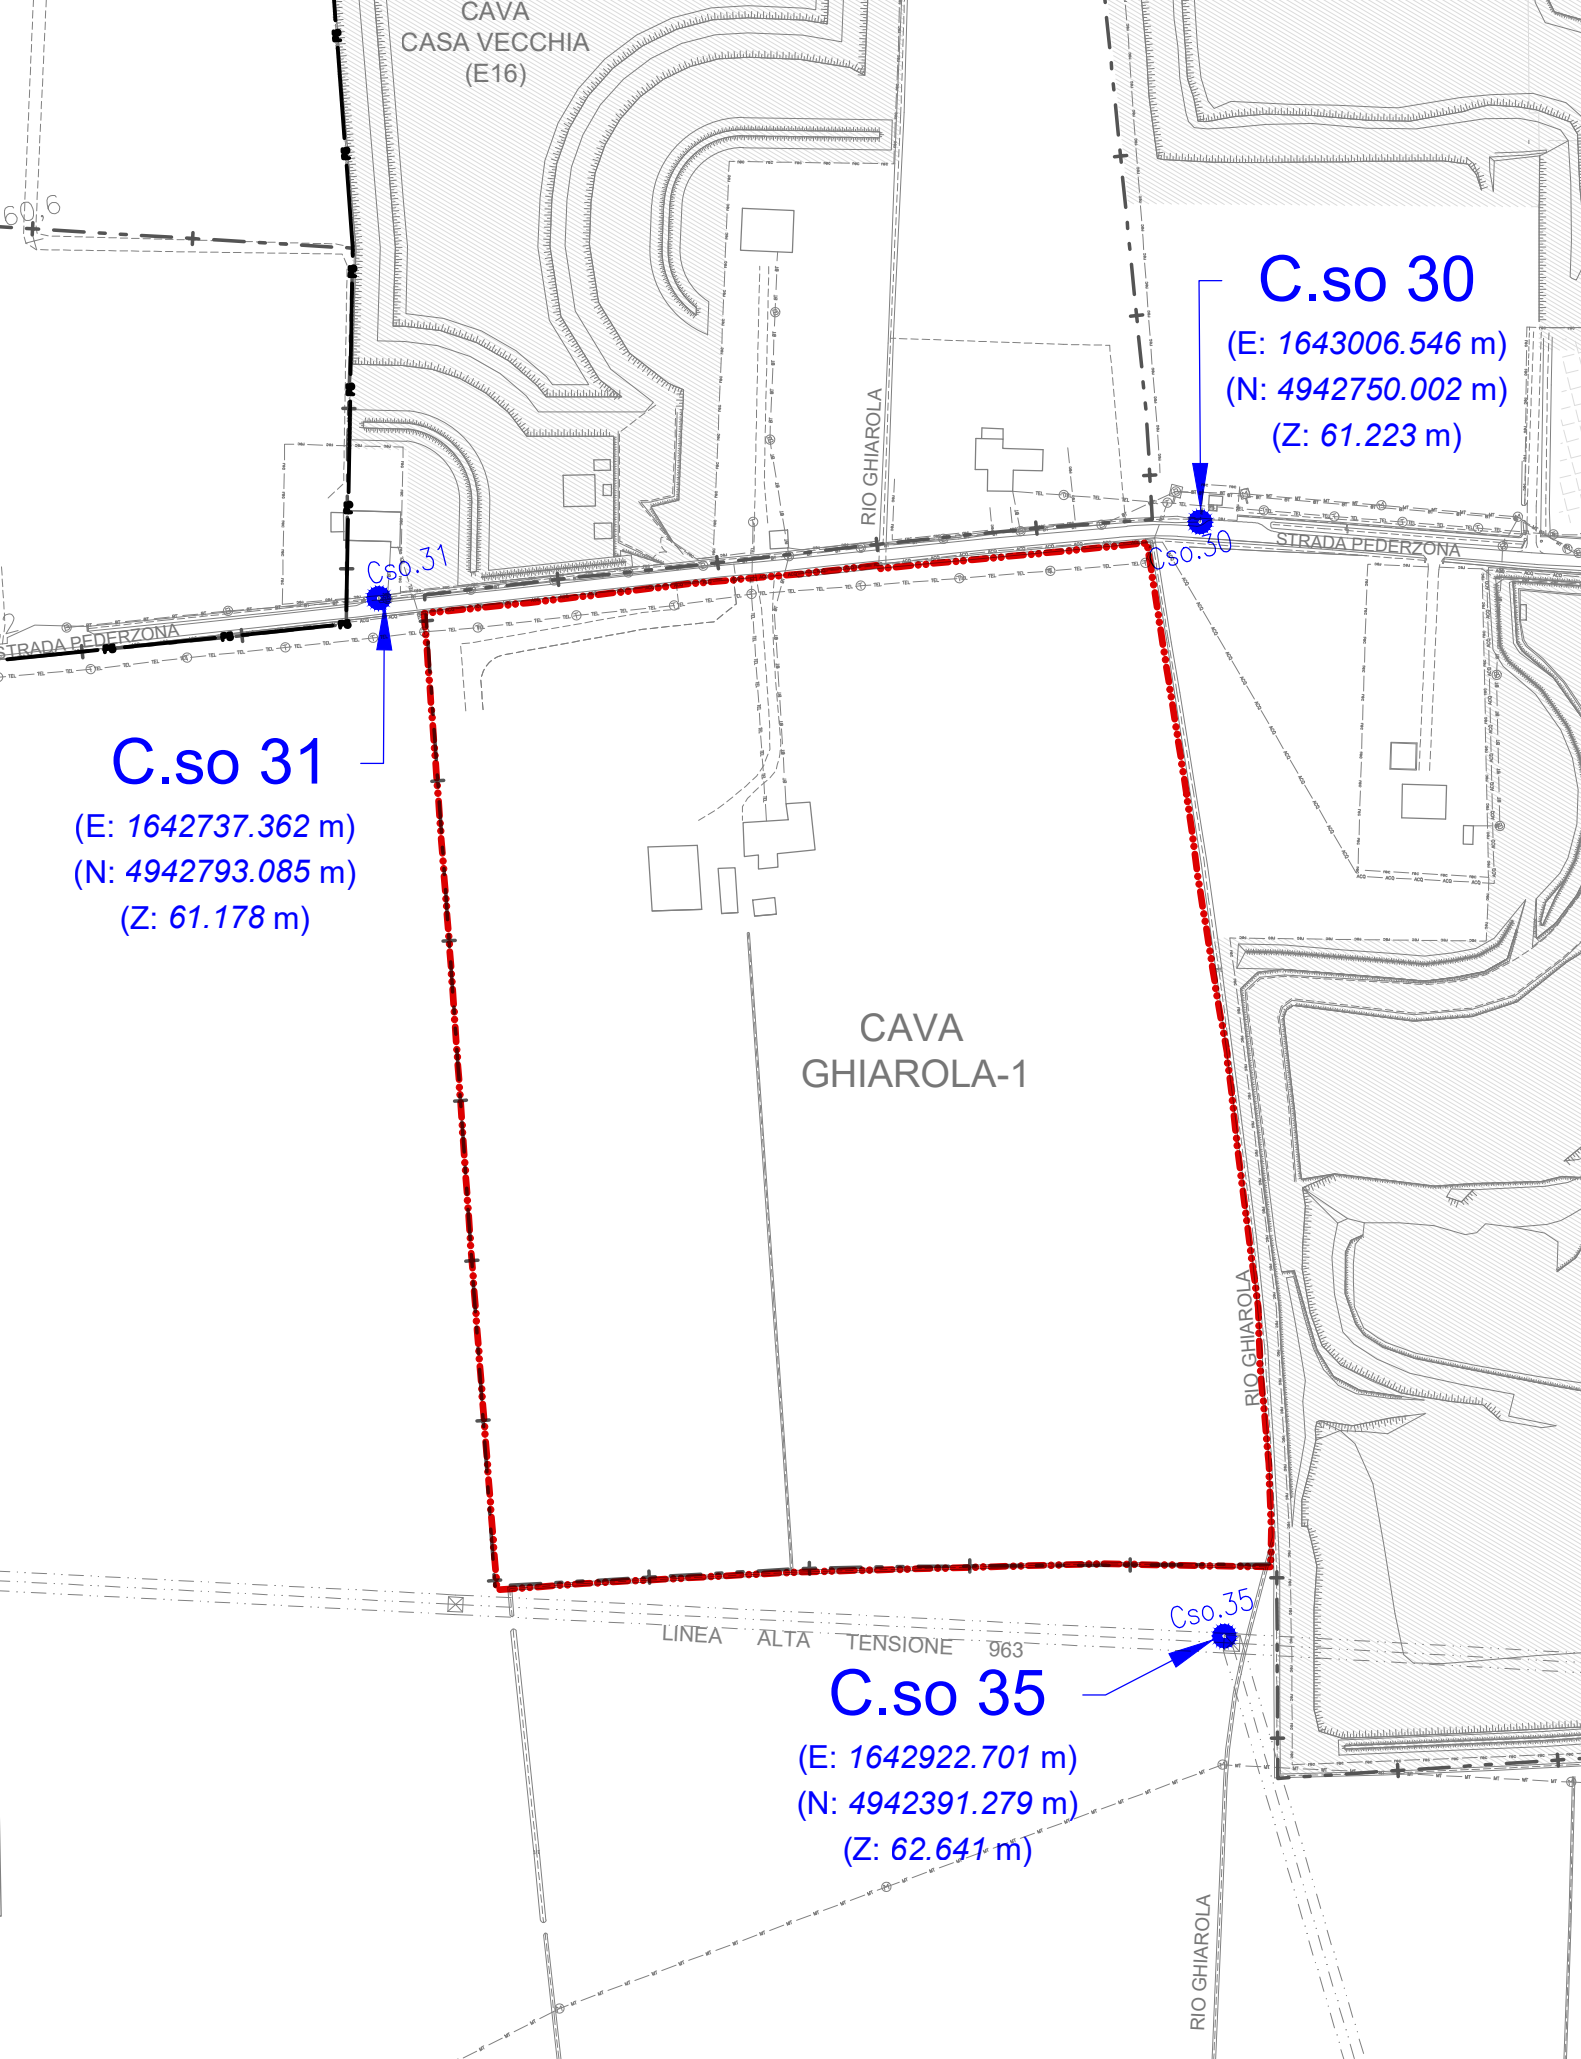 CAVA
CASA VECCHIA
(E16)
60,6
C.so 30
(E: 1643006.546 m)
(N: 4942750.002 m)
(Z: 61.223 m)
RIO GHIAROLA
Cso.31
Cso.30
STRADA PEDERZONA
STRADA PEDERZONA
C.so 31
(E: 1642737.362 m)
(N: 4942793.085 m)
(Z: 61.178 m)
CAVA
GHIAROLA-1
RIO GHIAROLA
Cso.35
LINEA ALTA TENSIONE 963
C.so 35
(E: 1642922.701 m)
(N: 4942391.279 m)
(Z: 62.641 m)
RIO GHIAROLA